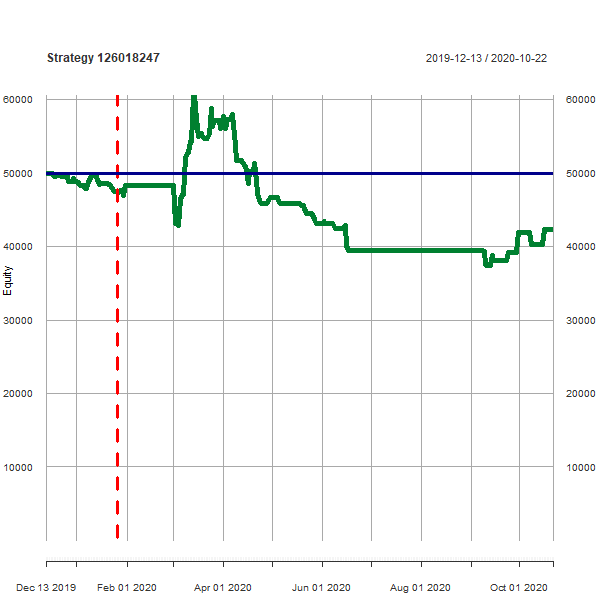 Strategy 126018247 2019-12-13 / 2020-10-22
60000 60000
50000 50000
40000 40000
Equity
30000 30000
20000 20000
10000 10000
Dec 13 2019 Feb 01 2020 Apr 01 2020 Jun 01 2020 Aug 01 2020 Oct 01 2020